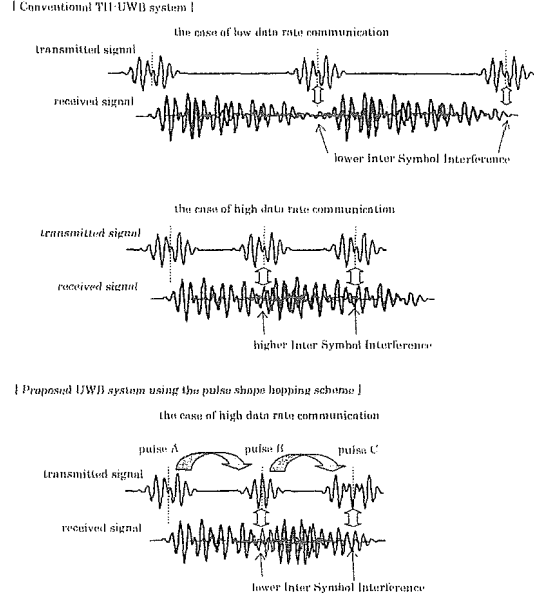 [ Conventional TH-UWB system ]
the case of low data rate communication
transmitted signal
received signal
lower Inter Symbol Interference
the case of high data rate communication
transmitted signal
received signal
higher Inter Symbol Interference
[ Proposed UWB system using the pulse shape hopping scheme ]
the case of high data rate communication
pulse A pulse B pulse C
transmitted signal
received signal
lower Inter Symbol Interference